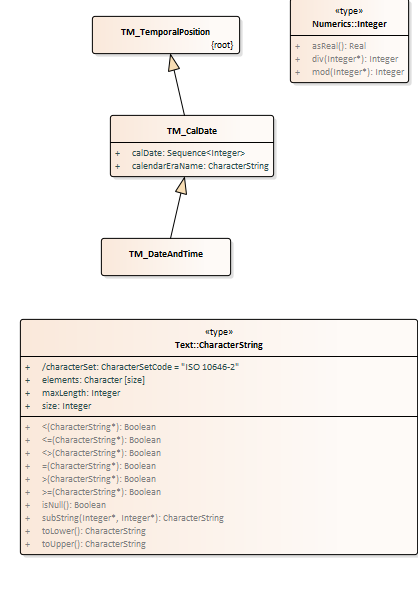 TM_TemporalPosition
{root}
«type»
Numerics::Integer
+ asReal(): Real
+ div(Integer*): Integer
+ mod(Integer*): Integer
TM_CalDate
+ calDate: Sequence<Integer>
+ calendarEraName: CharacterString
TM_DateAndTime
«type»
Text::CharacterString
+ /characterSet: CharacterSetCode = "ISO 10646-2"
+ elements: Character [size]
+ maxLength: Integer
+ size: Integer
+ <(CharacterString*): Boolean
+ <=(CharacterString*): Boolean
+ <>(CharacterString*): Boolean
+ =(CharacterString*): Boolean
+ >(CharacterString*): Boolean
+ >=(CharacterString*): Boolean
+ isNull(): Boolean
+ subString(Integer*, Integer*): CharacterString
+ toLower(): CharacterString
+ toUpper(): CharacterString